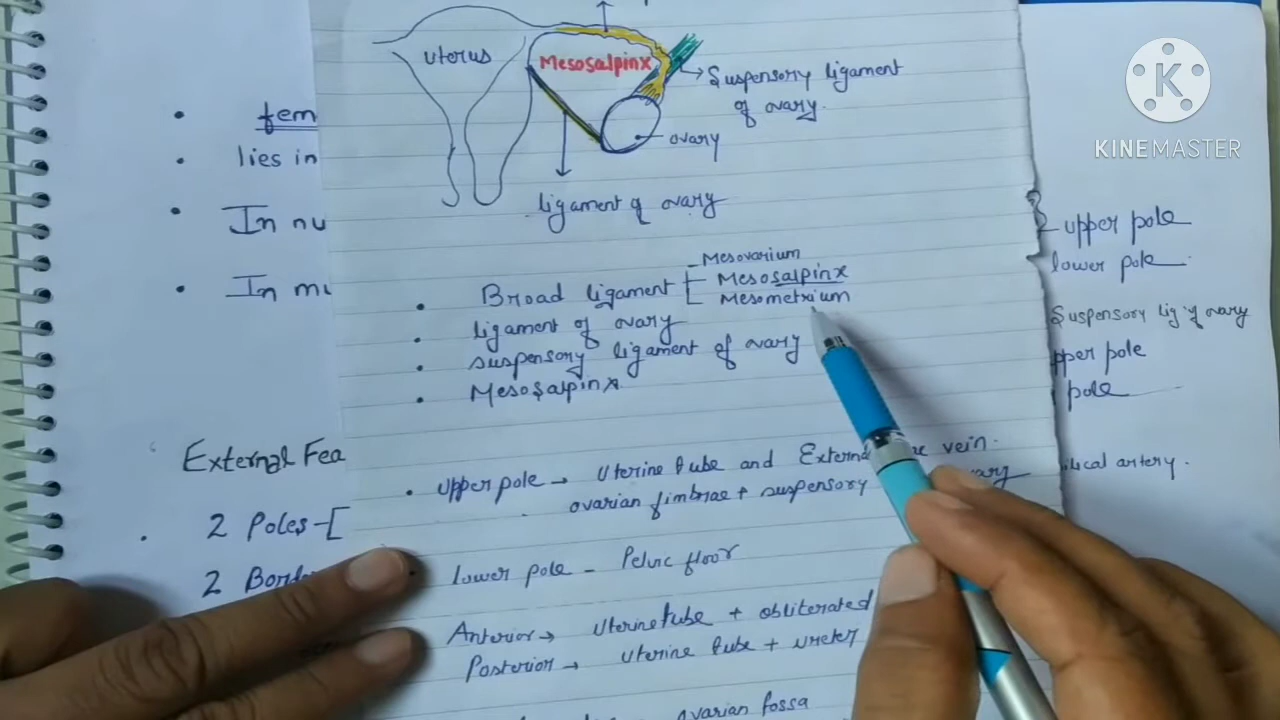 uterus
Mesosalpinx
Suspensory ligament
of ovary.
ovary
ligament of ovary
KINEMASTER
fem
lies in
In nu
In mu
Broad ligament
Mesovarium
Mesosalpinx
Mesometrium
ligament of ovary
suspensory ligament of ovary
Mesosalpinx
upper pole
lower pole
Suspensory lig of ovary
pper pole
pole
artery.
External Fea
2 Poles
2 Borde
upper pole → Uterine tube and External vein.
ovarian fimbriae + suspensory
lower pole - Pelvic floor
Anterior → Uterine tube + obliterated
Posterior → uterine tube + ureter
ovarian fossa